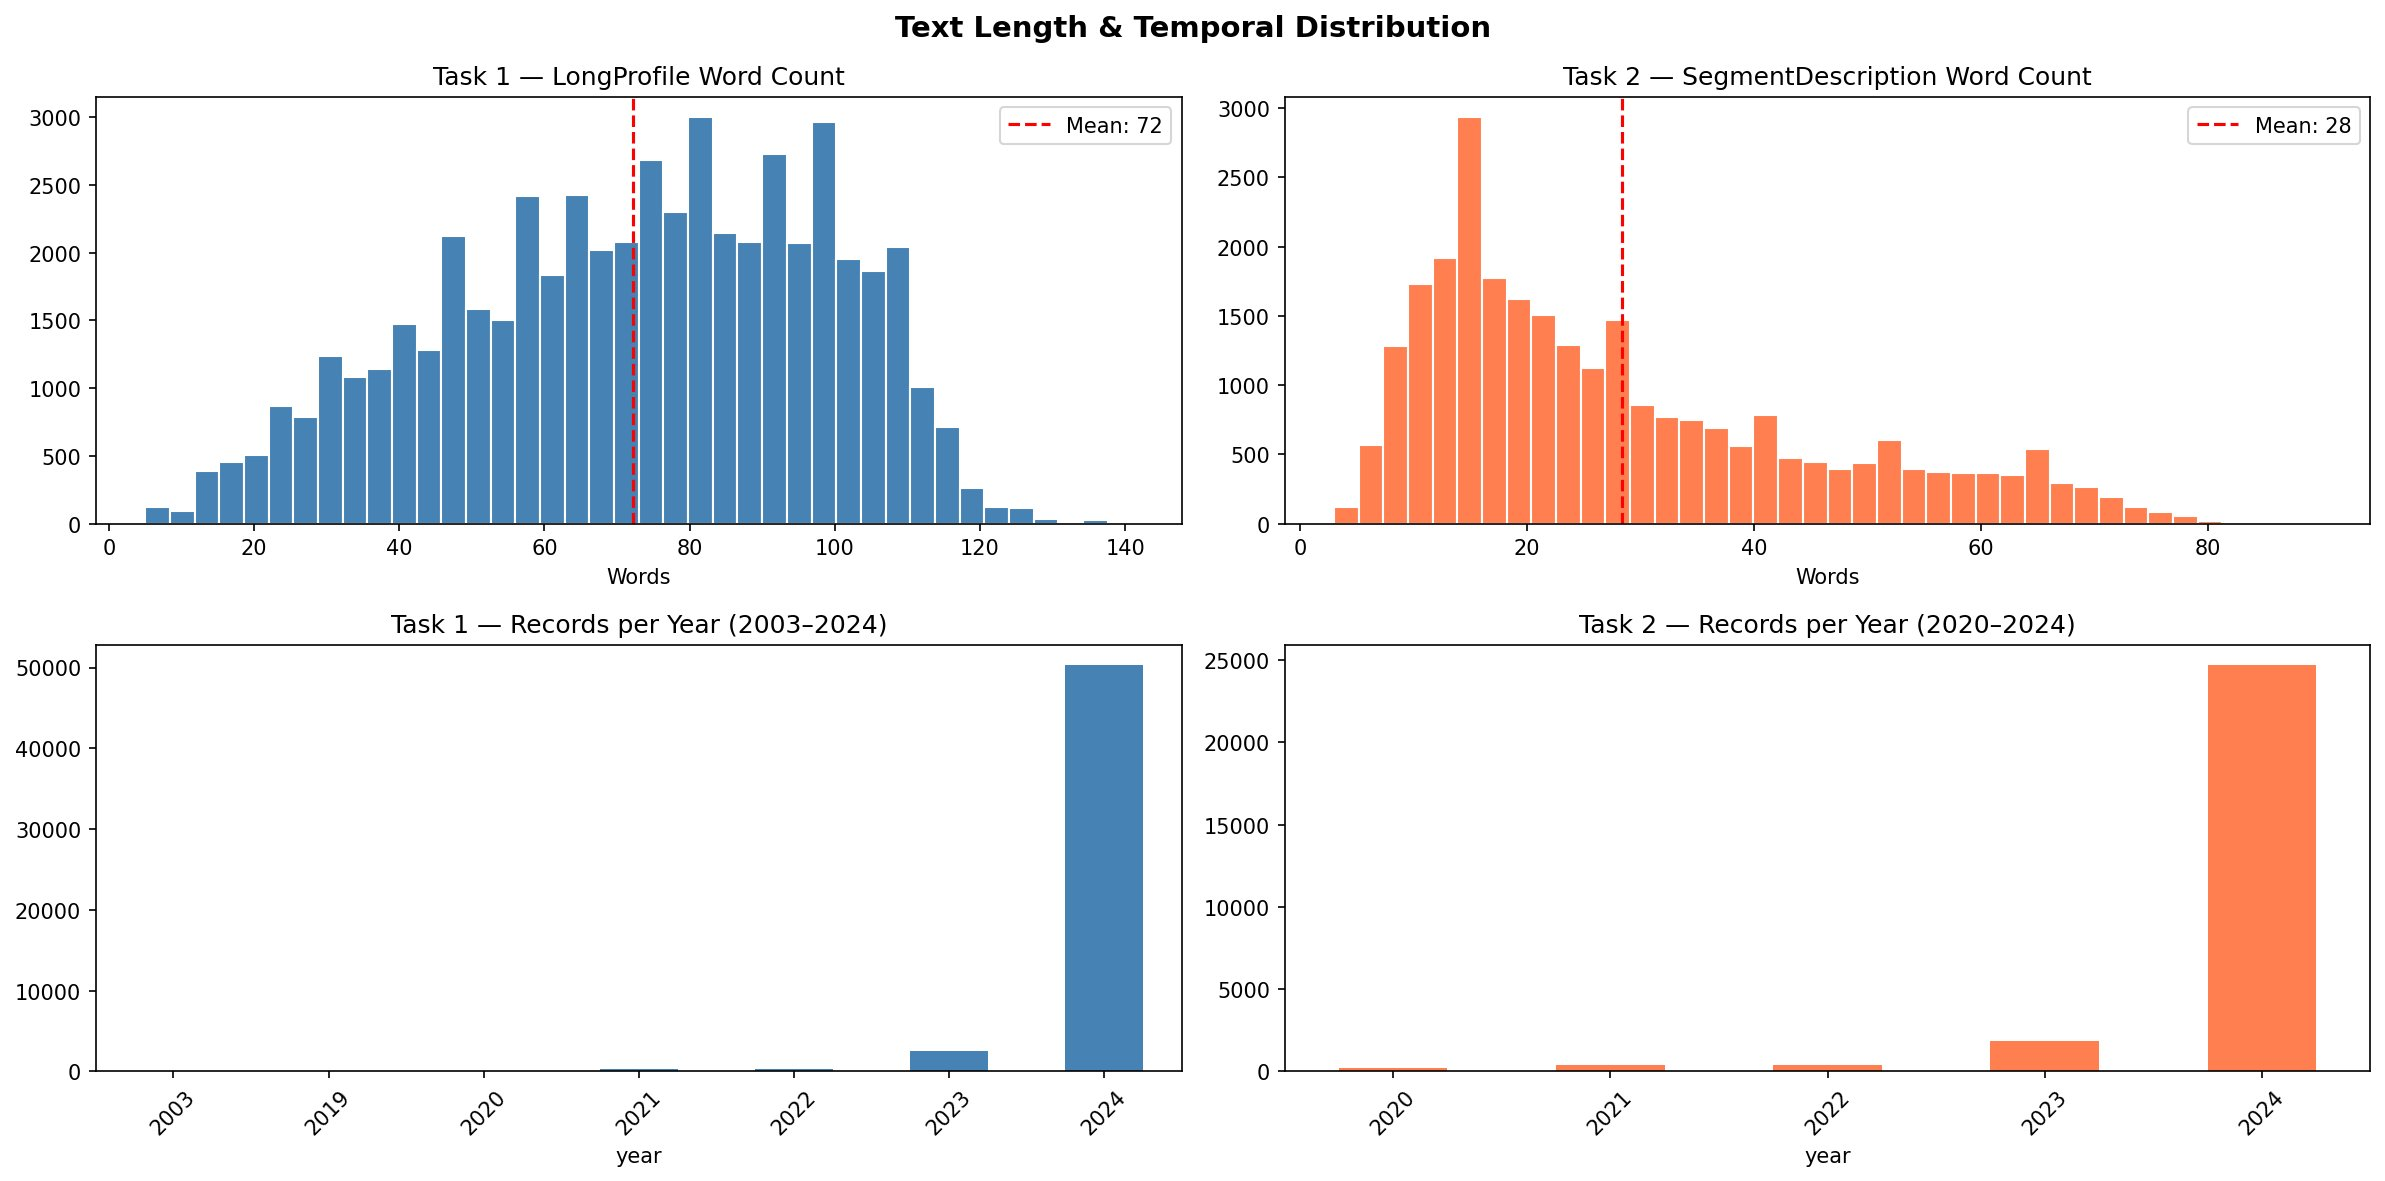 Text Length & Temporal Distribution
Task 1 — LongProfile Word Count
3000
2500
2000
1500
1000
500
0
Mean: 72
0 20 40 60 80 100 120 140
Words
Task 2 — SegmentDescription Word Count
3000
2500
2000
1500
1000
500
0
Mean: 28
0 20 40 60 80
Words
Task 1 — Records per Year (2003–2024)
50000
40000
30000
20000
10000
0
2003 2019 2020 2021 2022 2023 2024
year
Task 2 — Records per Year (2020–2024)
25000
20000
15000
10000
5000
0
2020 2021 2022 2023 2024
year